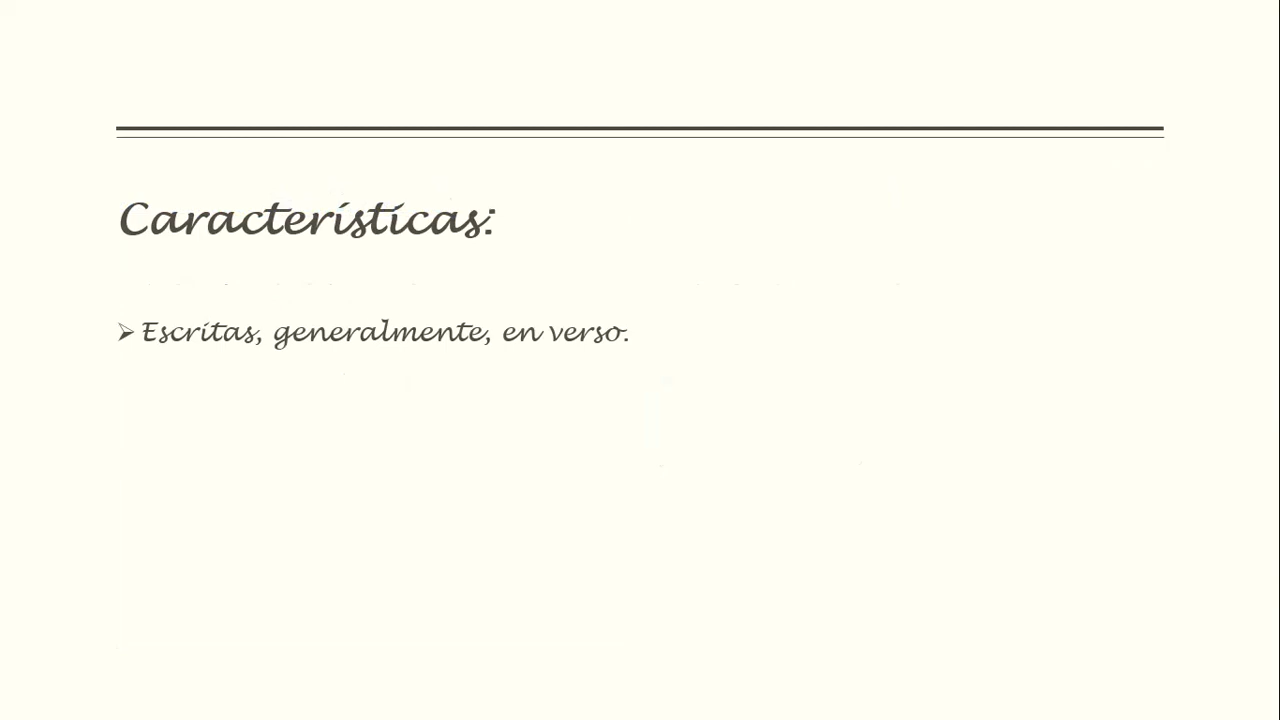 Características:
➢ Escritas, generalmente, en verso.